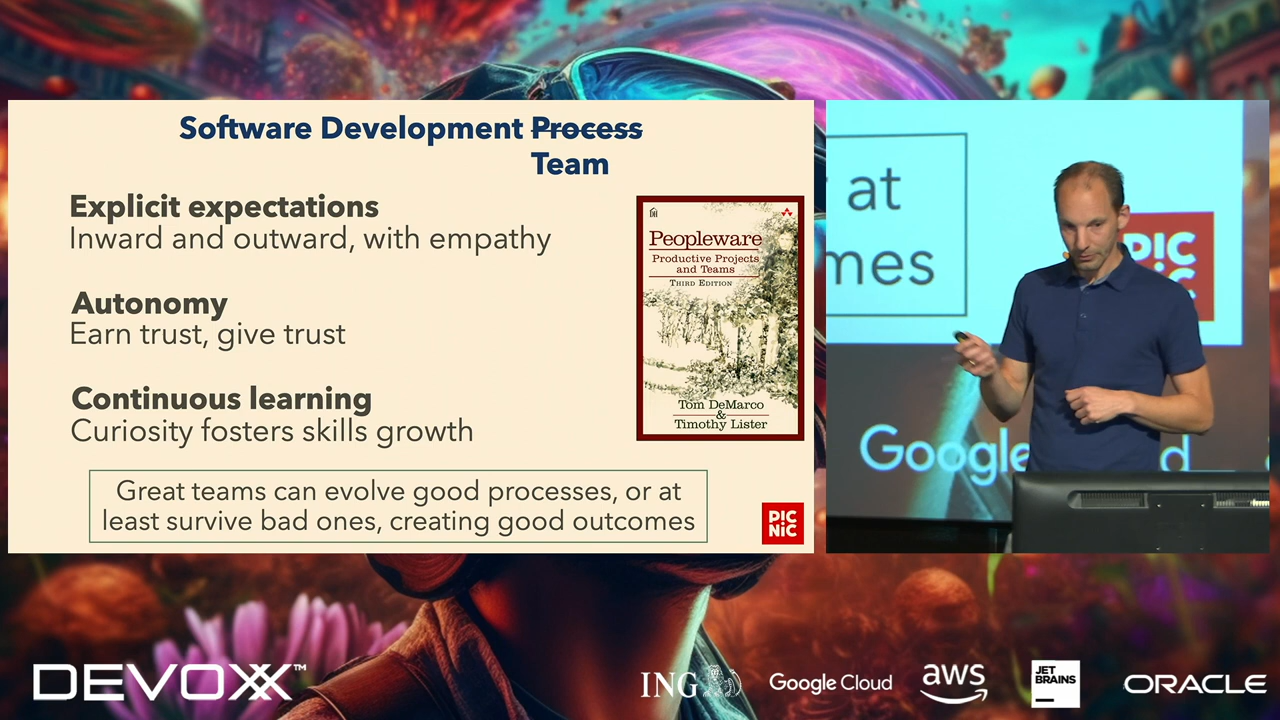 Software Development Process
Team
Explicit expectations
Inward and outward, with empathy
Autonomy
Earn trust, give trust
Continuous learning
Curiosity fosters skills growth
Great teams can evolve good processes, or at
least survive bad ones, creating good outcomes
Peopleware
Productive Projects
and Teams
Third Edition
Tom DeMarco
&
Timothy Lister
PIC
NIC
at
mes
PIC
NIC
Google
d
DEVOXX™
ING
Google Cloud
aws
JET
BRAINS
ORACLE